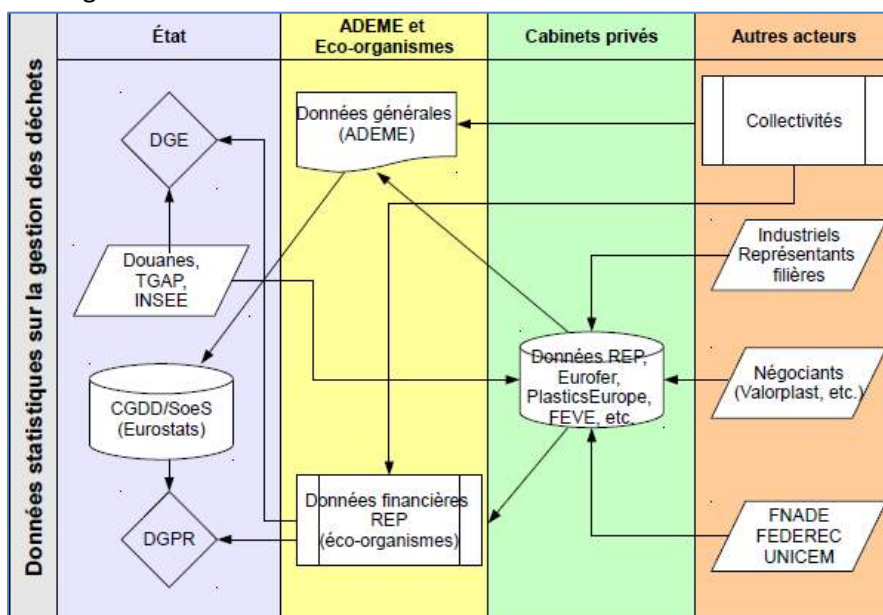 Données statistiques sur la gestion des déchets
État
ADEME et
Eco-organismes
Cabinets privés
Autres acteurs
DGE
Données générales
(ADEME)
Collectivités
Douanes,
TGAP,
INSEE
Industriels
Représentants
filières
Données REP,
Eurofer,
PlasticsEurope,
FEVE, etc.
Négociants
(Valorplast, etc.)
CGDD/SoeS
(Eurostats)
Données financières
REP
(éco-organismes)
DGPR
FNADE
FEDEREC
UNICEM